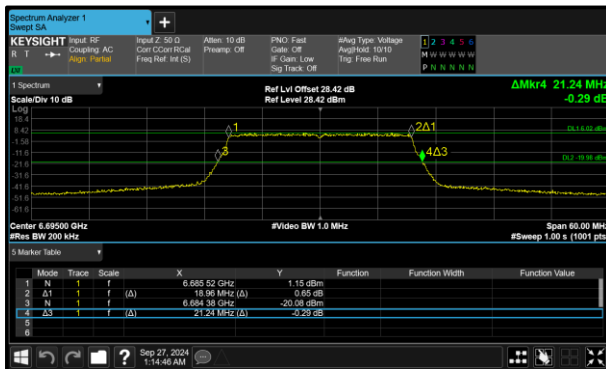 Spectrum Analyzer 1
Swept SA
KEYSIGHT Input: RF Input Z: 50 Ω Atten: 10 dB PNO: Fast #Avg Type: Voltage 1 2 3 4 5 6
R T Coupling: AC Corr CCorr RCal Preamp: Off Gate: Off Avg|Hold: 10/10 M W W W W W
Align: Partial Freq Ref: Int (S) IF Gain: Low Trig: Free Run P N N N N N
Sig Track: Off
1 Spectrum Ref Lvl Offset 28.42 dB ΔMkr4 21.24 MHz
Scale/Div 10 dB Ref Level 28.42 dBm -0.29 dB
Log
18.4
8.42 1 2Δ1 DL1 6.02 dBm
-1.58
-11.6 3 4Δ3
-21.6 DL2 -19.98 dBm
-31.6
-41.6
-51.6
-61.6
Center 6.69500 GHz #Video BW 1.0 MHz Span 60.00 MHz
#Res BW 200 kHz #Sweep 1.00 s (1001 pts)
5 Marker Table
Mode Trace Scale X Y Function Function Width Function Value
1 N 1 f 6.685 52 GHz 1.15 dBm
2 Δ1 1 f (Δ) 18.96 MHz (Δ) 0.65 dB
3 N 1 f 6.684 38 GHz -20.08 dBm
4 Δ3 1 f (Δ) 21.24 MHz (Δ) -0.29 dB
5
6
Sep 27, 2024
1:14:46 AM